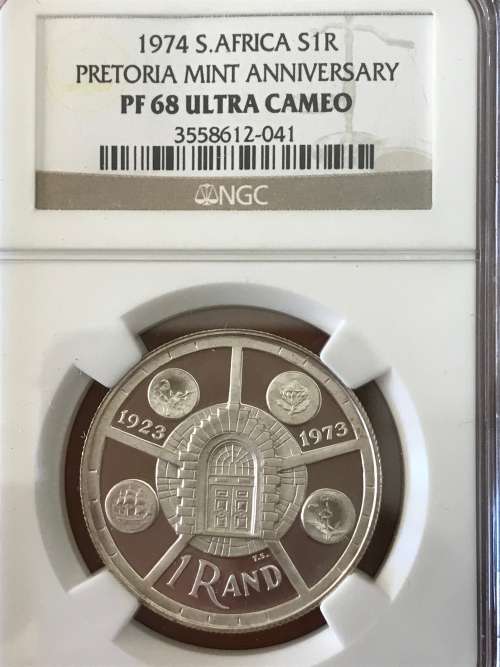 1974 S.AFRICA S1R
PRETORIA MINT ANNIVERSARY
PF 68 ULTRA CAMEO
3558612-041
NGC
1923
1973
T.S.
1 RAND